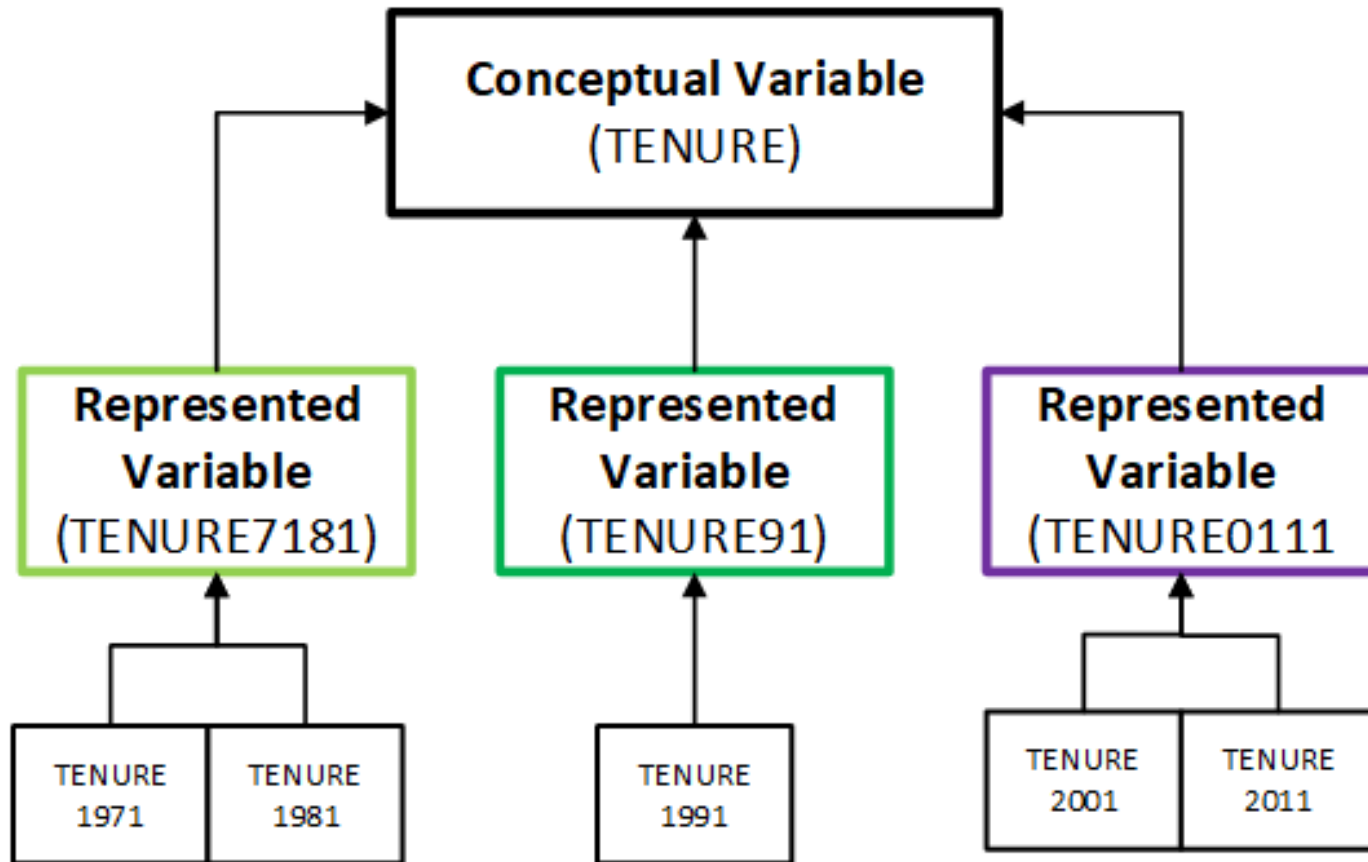 Conceptual Variable
(TENURE)
Represented
Variable
(TENURE7181)
Represented
Variable
(TENURE91)
Represented
Variable
(TENURE0111
TENURE
1971
TENURE
1981
TENURE
1991
TENURE
2001
TENURE
2011